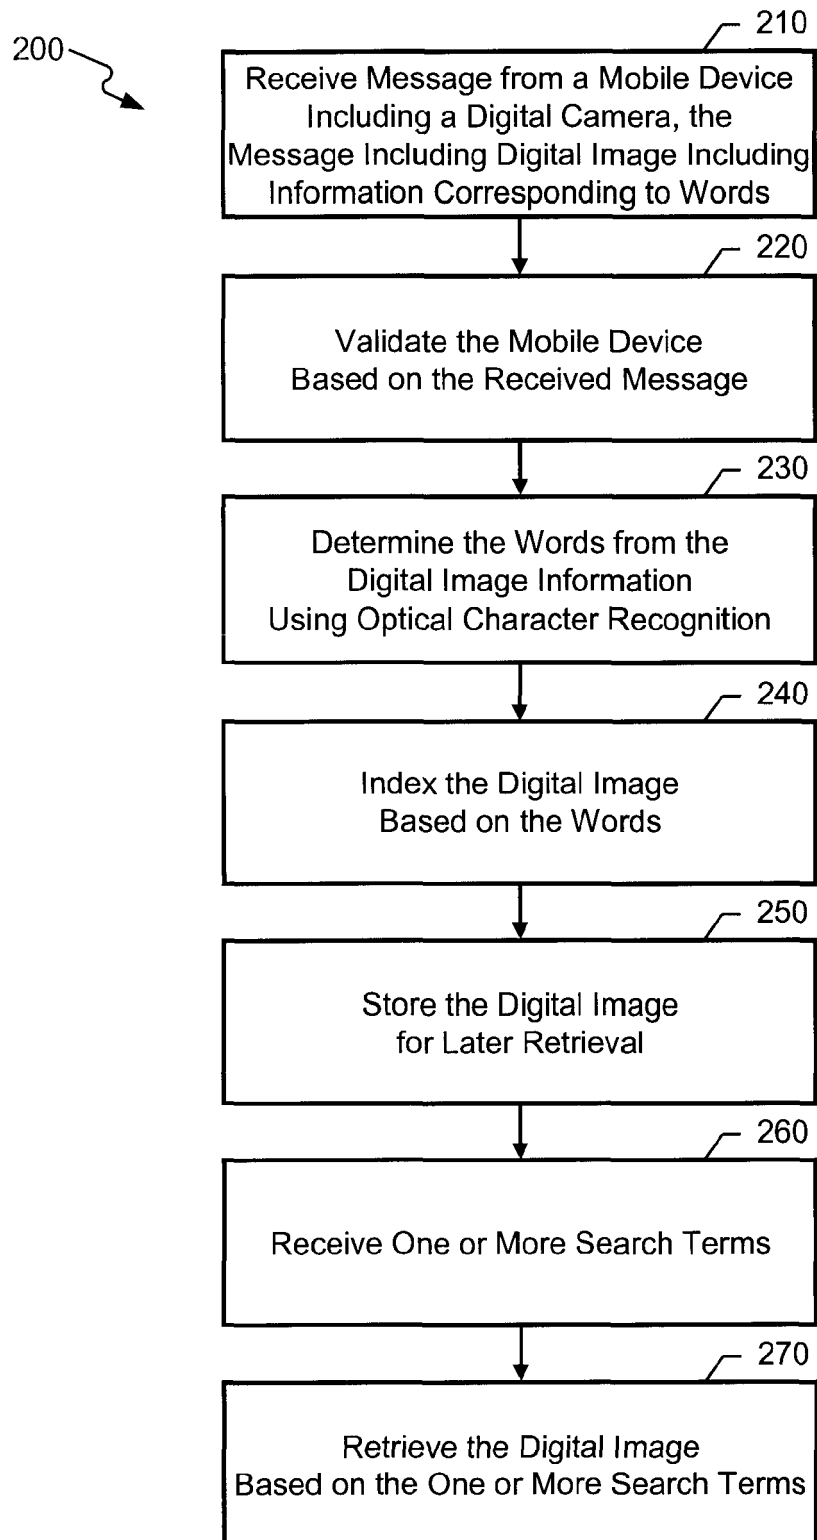 200
210
Receive Message from a Mobile Device
Including a Digital Camera, the
Message Including Digital Image Including
Information Corresponding to Words
220
Validate the Mobile Device
Based on the Received Message
230
Determine the Words from the
Digital Image Information
Using Optical Character Recognition
240
Index the Digital Image
Based on the Words
250
Store the Digital Image
for Later Retrieval
260
Receive One or More Search Terms
270
Retrieve the Digital Image
Based on the One or More Search Terms